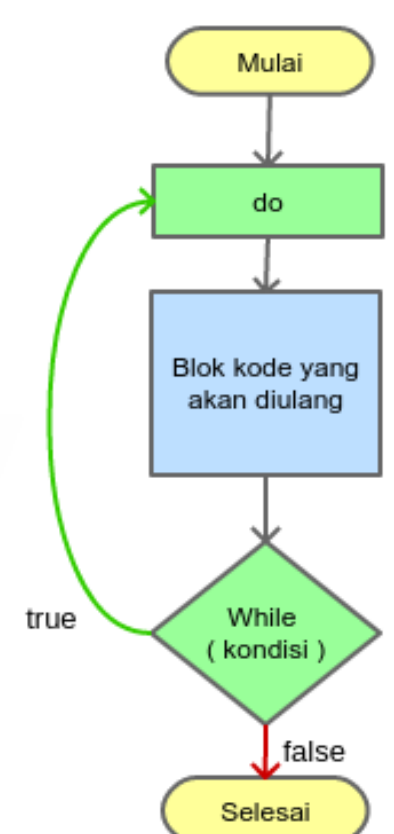 Mulai
do
Blok kode yang
akan diulang
While
( kondisi )
true
false
Selesai